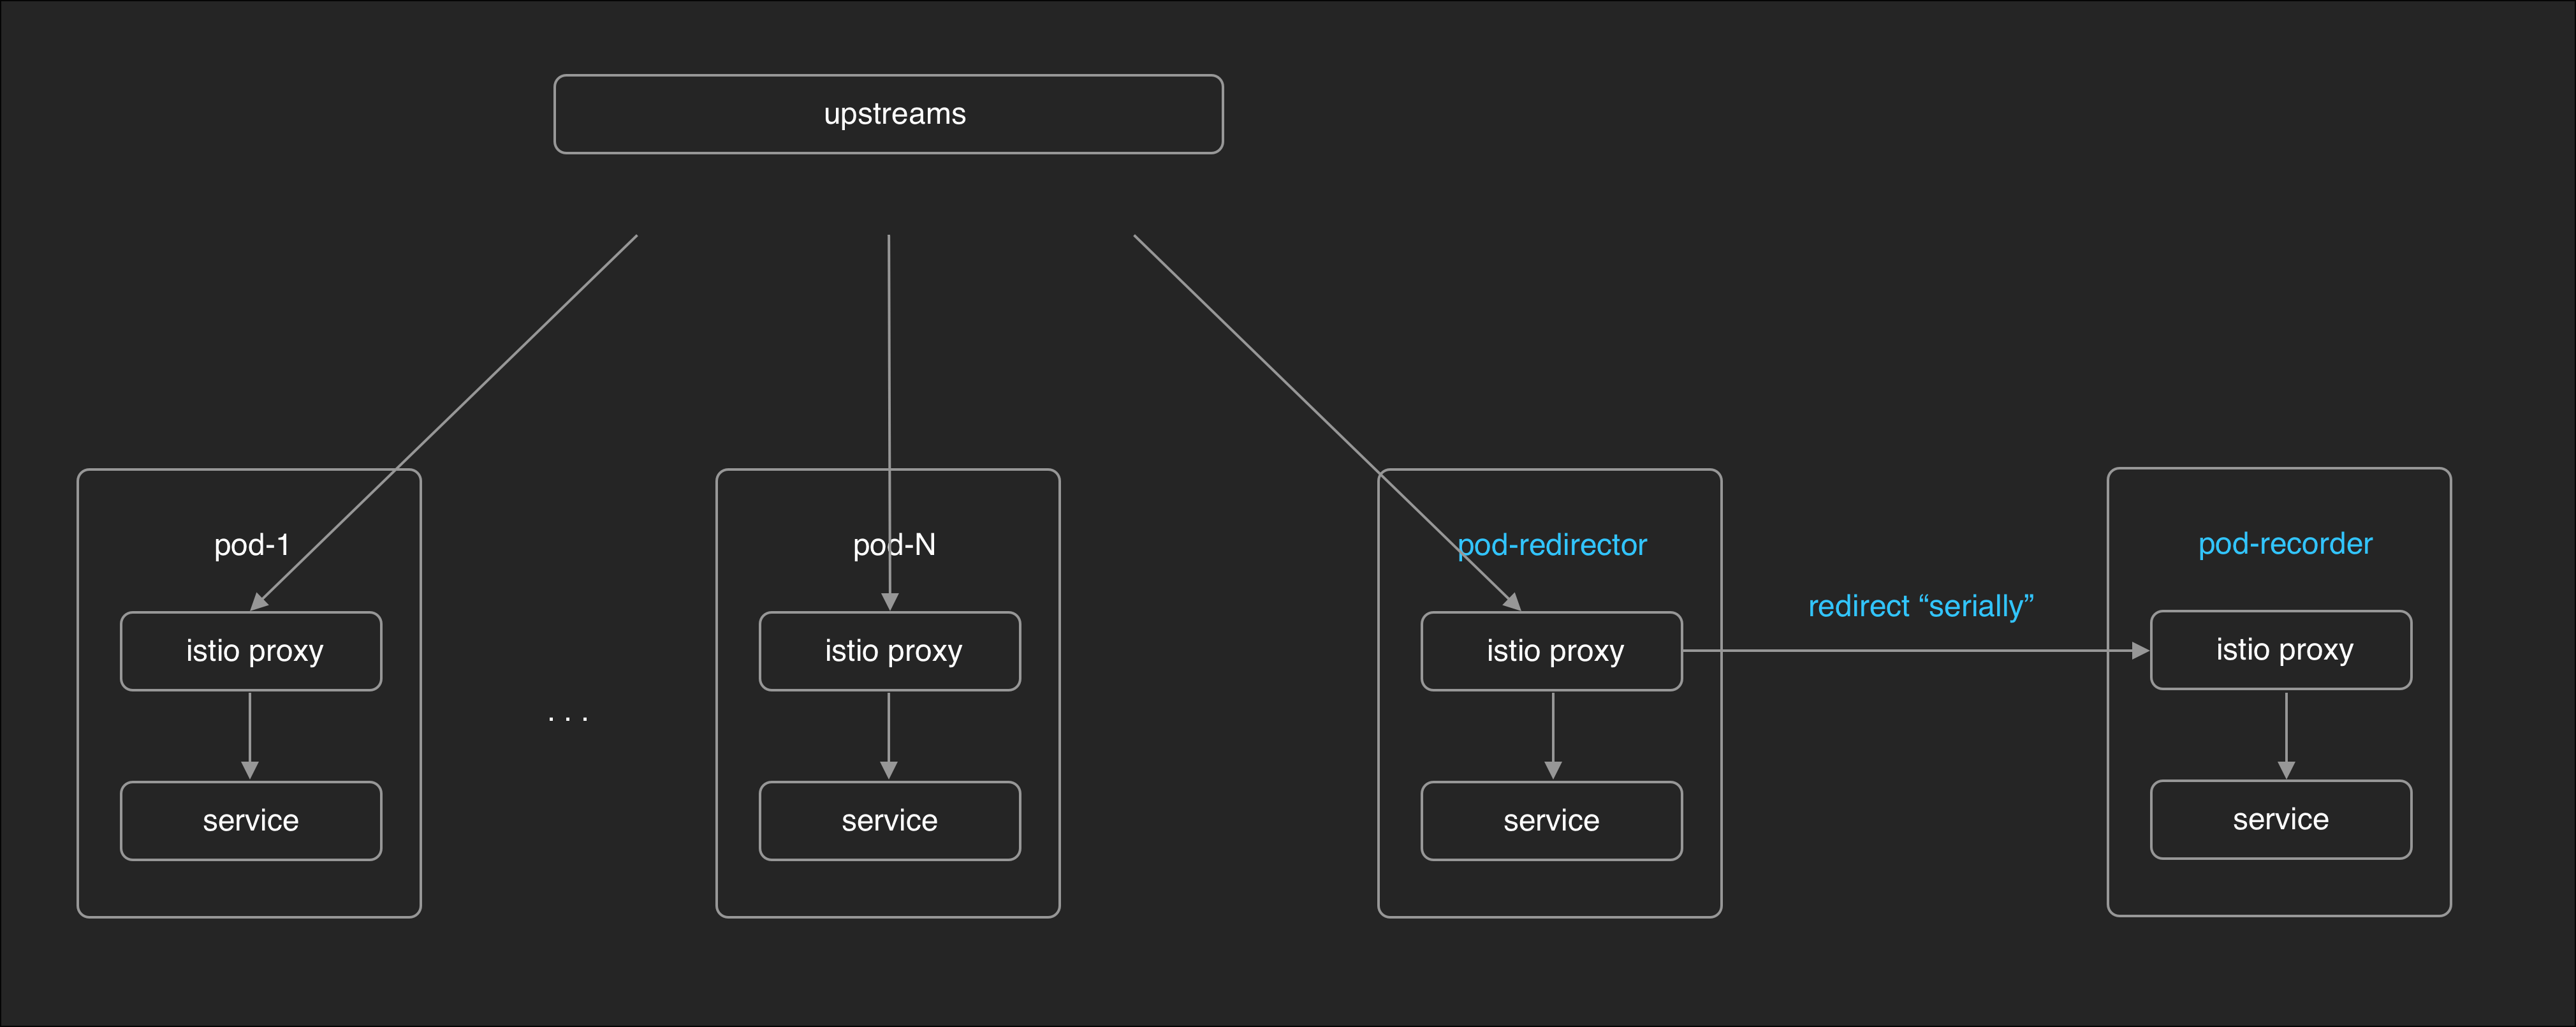 upstreams
pod-1
pod-N
pod-redirector
pod-recorder
redirect “serially”
istio proxy
istio proxy
istio proxy
istio proxy
. . .
service
service
service
service